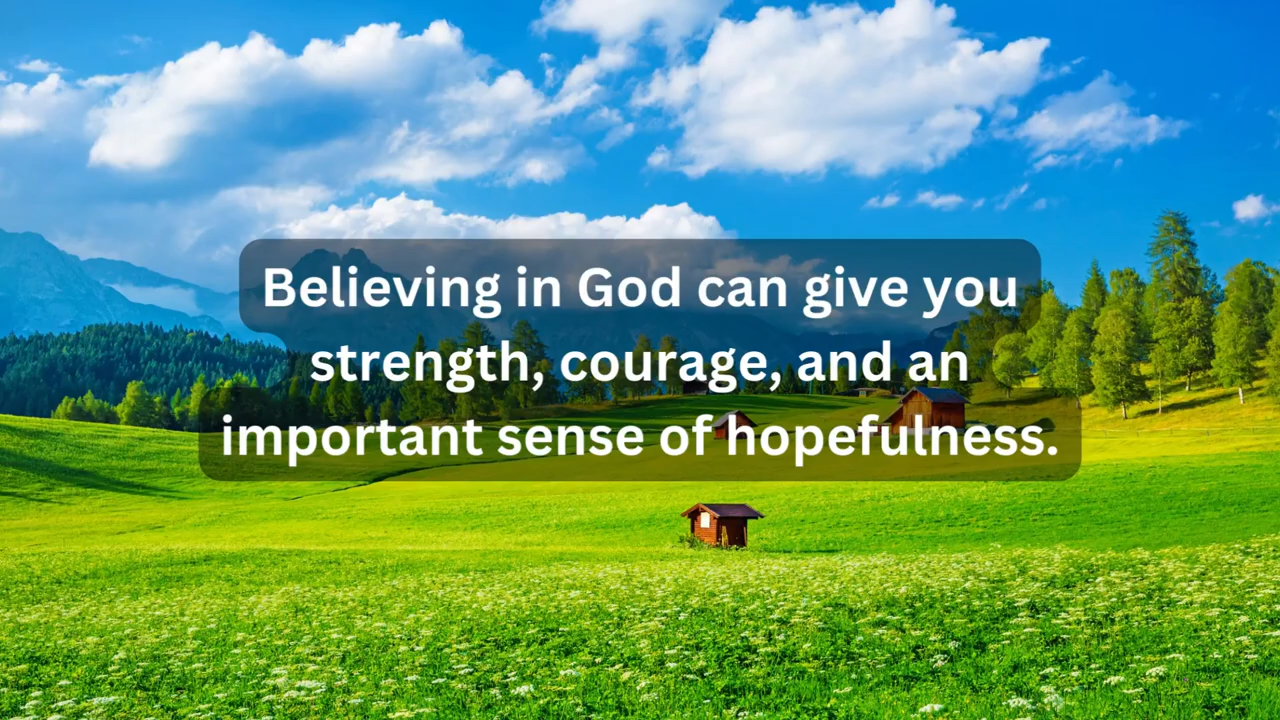 Believing in God can give you
strength, courage, and an
important sense of hopefulness.